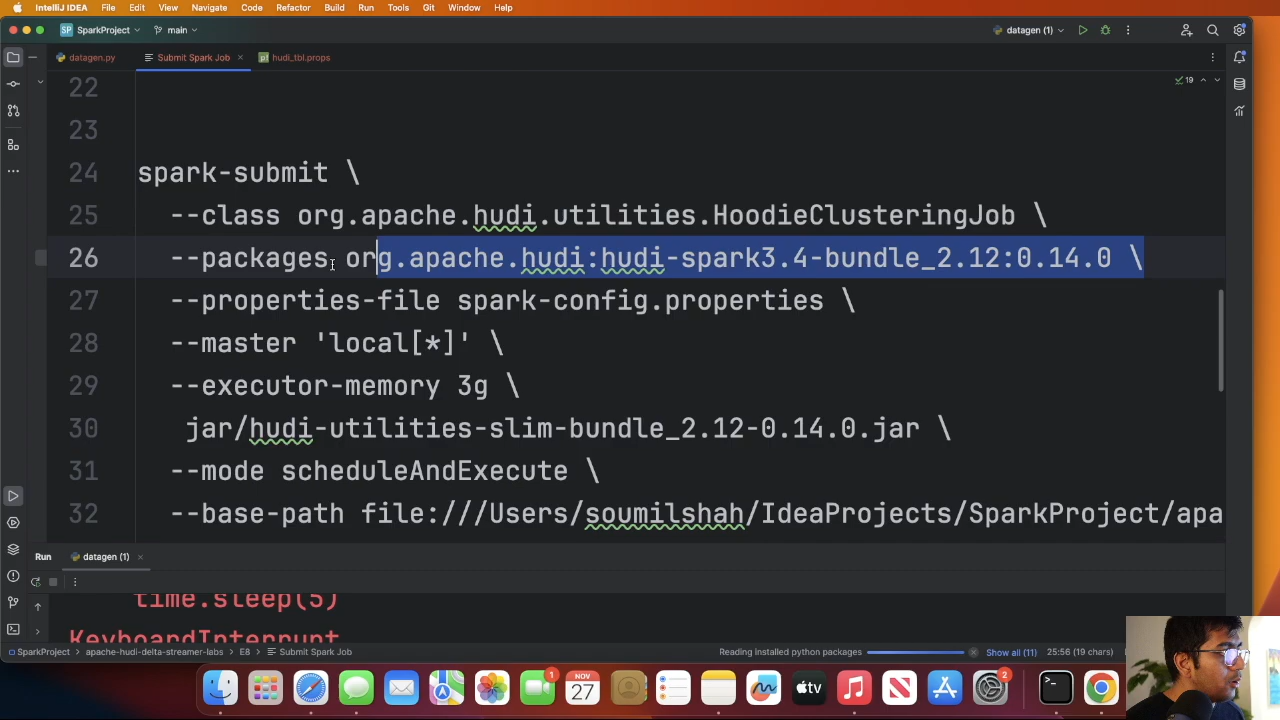 IntelliJ IDEA File Edit View Navigate Code Refactor Build Run Tools Git Window Help
SP SparkProject main datagen (1)
datagen.py Submit Spark Job hudi_tbl.props
22
19
23
24 spark-submit \
25 --class org.apache.hudi.utilities.HoodieClusteringJob \
26 --packages org.apache.hudi:hudi-spark3.4-bundle_2.12:0.14.0 \
27 --properties-file spark-config.properties \
28 --master 'local[*]' \
29 --executor-memory 3g \
30 jar/hudi-utilities-slim-bundle_2.12-0.14.0.jar \
31 --mode scheduleAndExecute \
32 --base-path file:///Users/soumilshah/IdeaProjects/SparkProject/apa
Run datagen (1)
time.sleep(5)
KeyboardInterrupt
SparkProject apache-hudi-delta-streamer-labs E8 Submit Spark Job Reading installed python packages Show all (11) 25:56 (19 chars)
1
NOV
27
tv
2